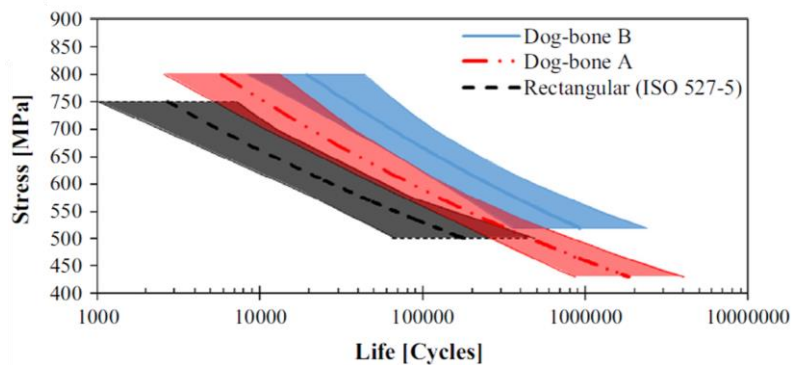 900
850
800
750
700
650
600
550
500
450
400
Stress [MPa]
Dog-bone B
Dog-bone A
Rectangular (ISO 527-5)
1000 10000 100000 1000000 10000000
Life [Cycles]